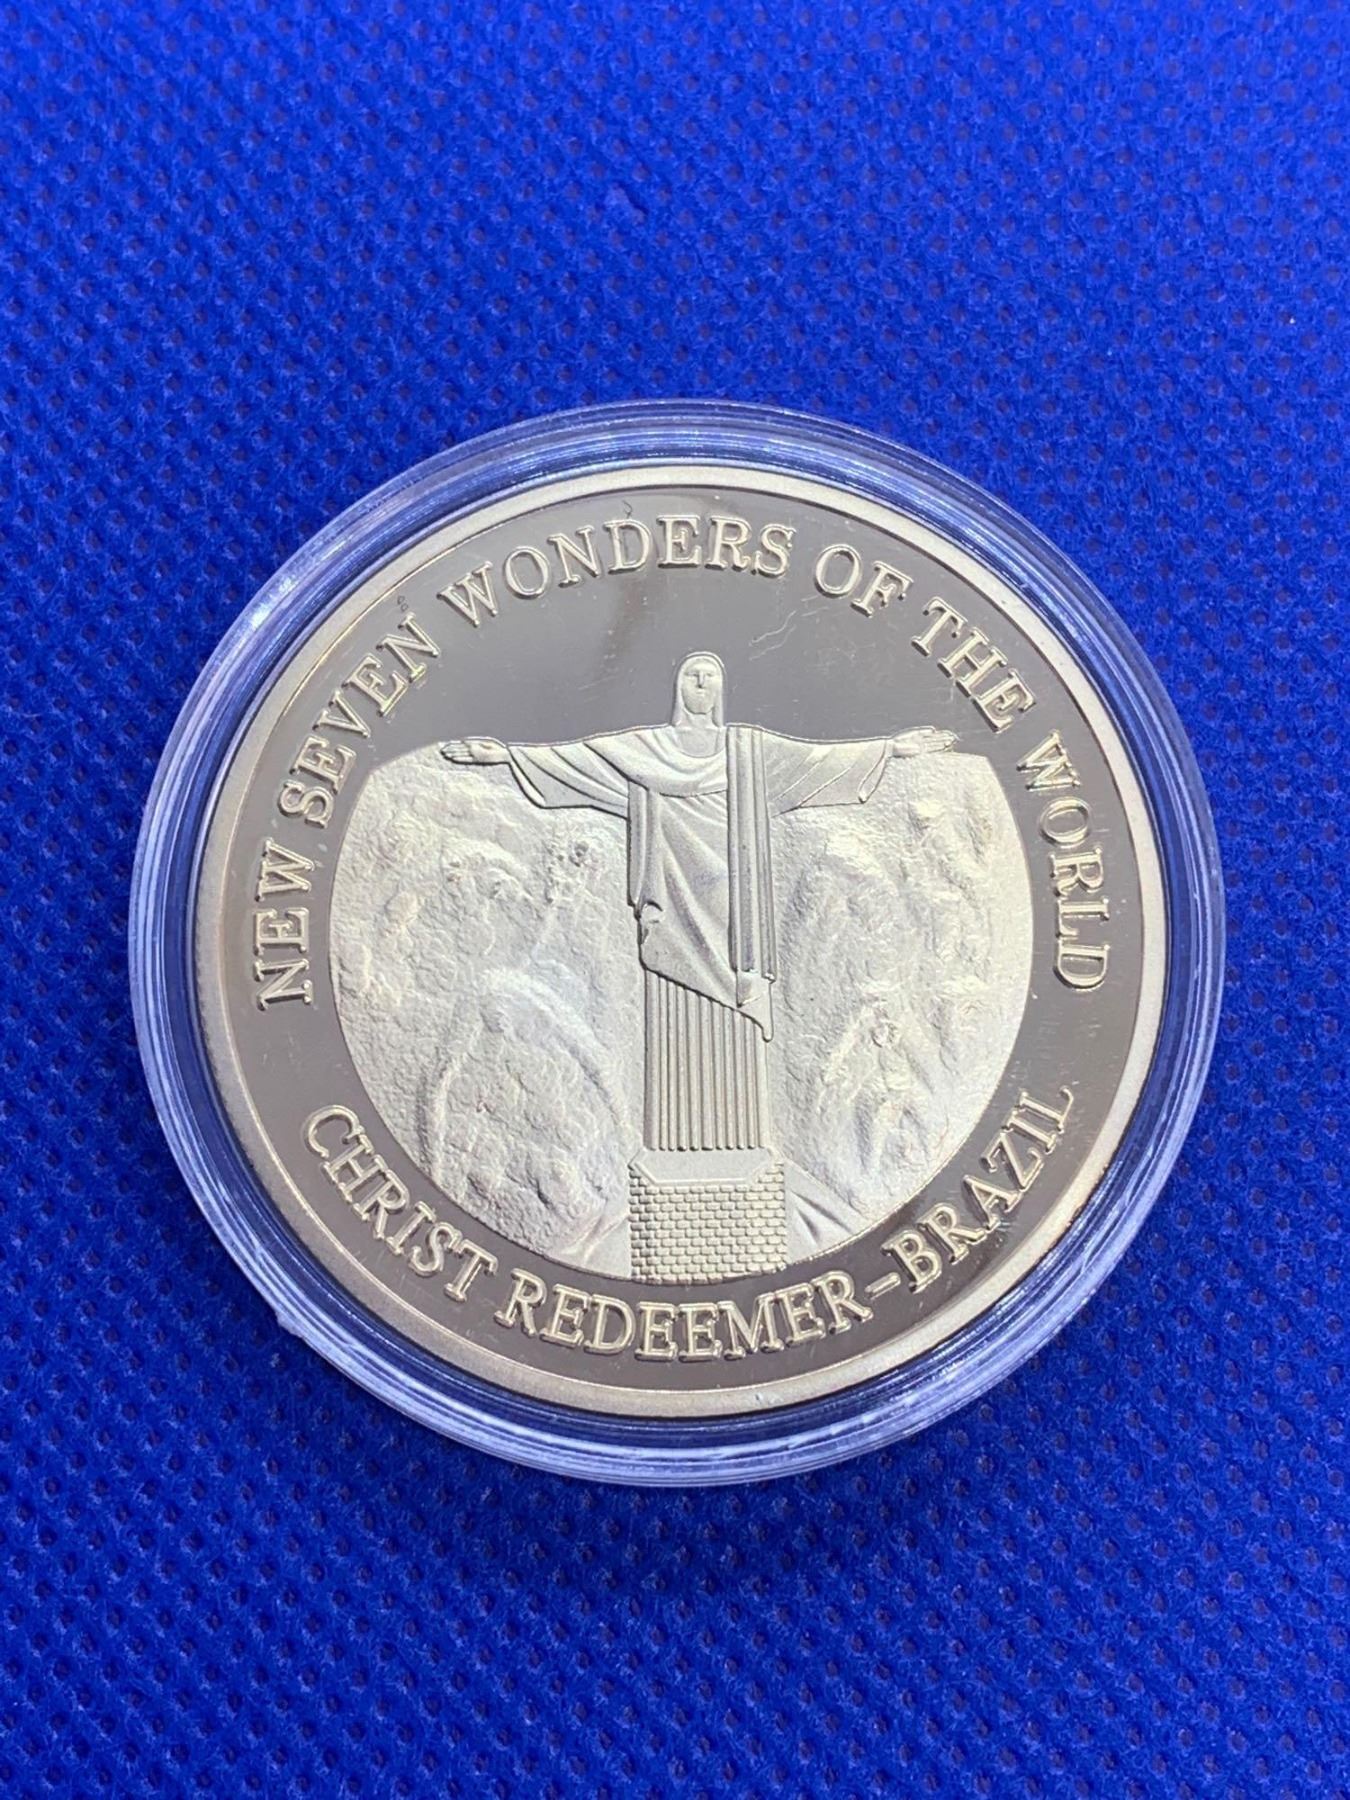 NEW SEVEN WONDERS OF THE WORLD
CHRIST REDEEMER-BRAZIL